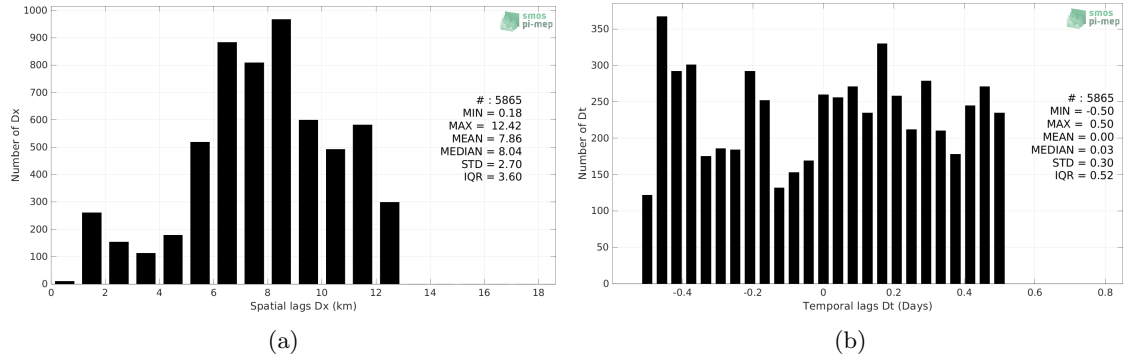 1000
900
800
700
600
500
400
300
200
100
0
Number of Dx
0 2 4 6 8 10 12 14 16 18
Spatial lags Dx (km)
smos
pi-mep
# : 5865
MIN = 0.18
MAX = 12.42
MEAN = 7.86
MEDIAN = 8.04
STD = 2.70
IQR = 3.60
(a)
350
300
250
200
150
100
50
0
Number of Dt
-0.4 -0.2 0 0.2 0.4 0.6 0.8
Temporal lags Dt (Days)
smos
pi-mep
# : 5865
MIN = -0.50
MAX = 0.50
MEAN = 0.00
MEDIAN = 0.03
STD = 0.30
IQR = 0.52
(b)